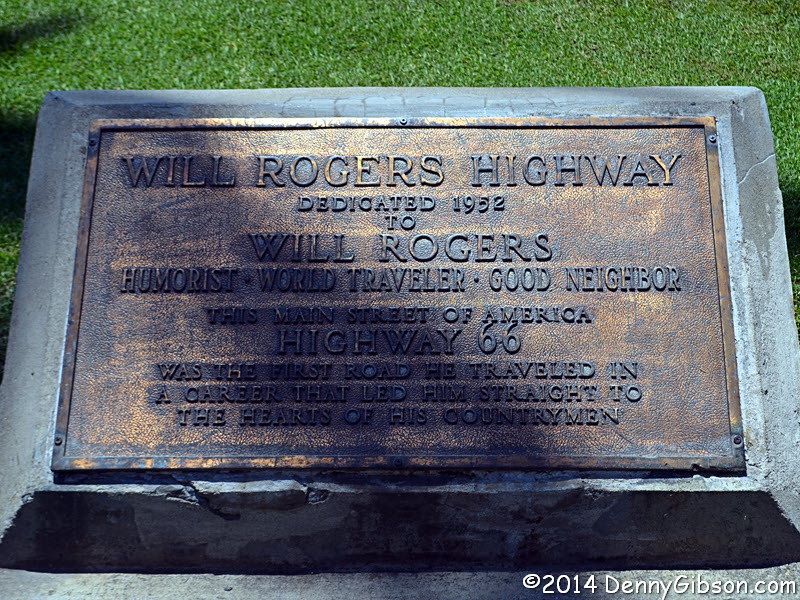 WILL ROGERS HIGHWAY
DEDICATED 1952
TO
WILL ROGERS
HUMORIST · WORLD TRAVELER · GOOD NEIGHBOR
THIS MAIN STREET OF AMERICA
HIGHWAY 66
WAS THE FIRST ROAD HE TRAVELED IN
A CAREER THAT LED HIM STRAIGHT TO
THE HEARTS OF HIS COUNTRYMEN
©2014 DennyGibson.com